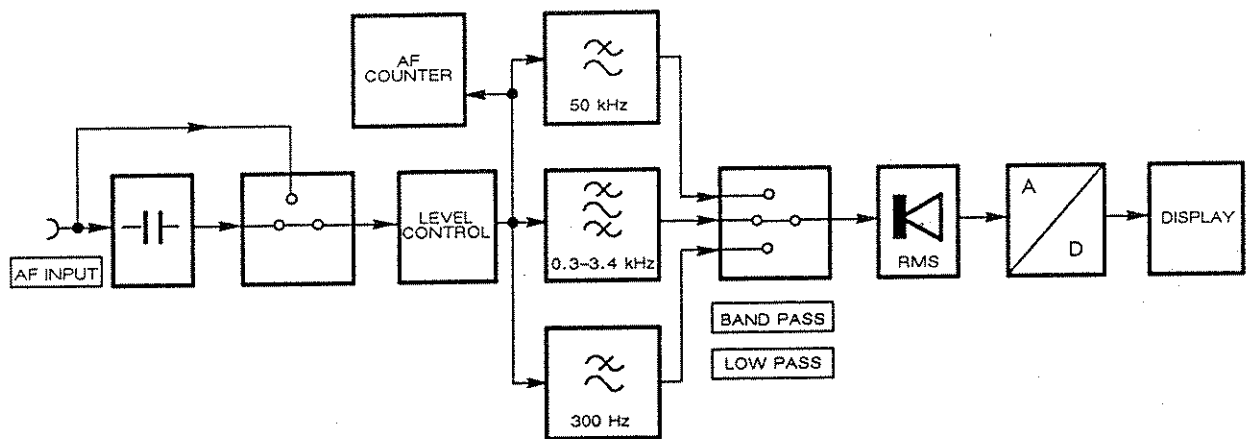 AF
COUNTER
50 kHz
AF INPUT
LEVEL
CONTROL
0.3–3.4 kHz
RMS
A
D
DISPLAY
BAND PASS
LOW PASS
300 Hz